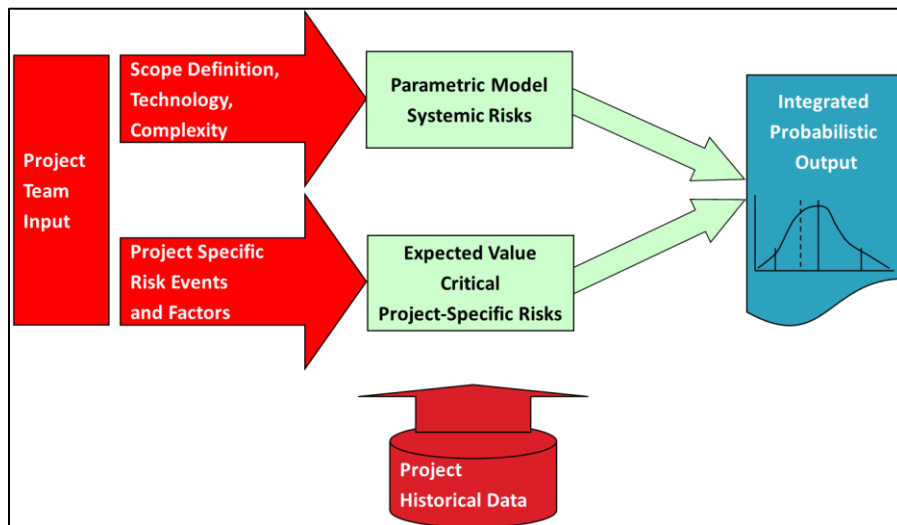 Project
Team
Input
Scope Definition,
Technology,
Complexity
Parametric Model
Systemic Risks
Integrated
Probabilistic
Output
Project Specific
Risk Events
and Factors
Expected Value
Critical
Project-Specific Risks
Project
Historical Data